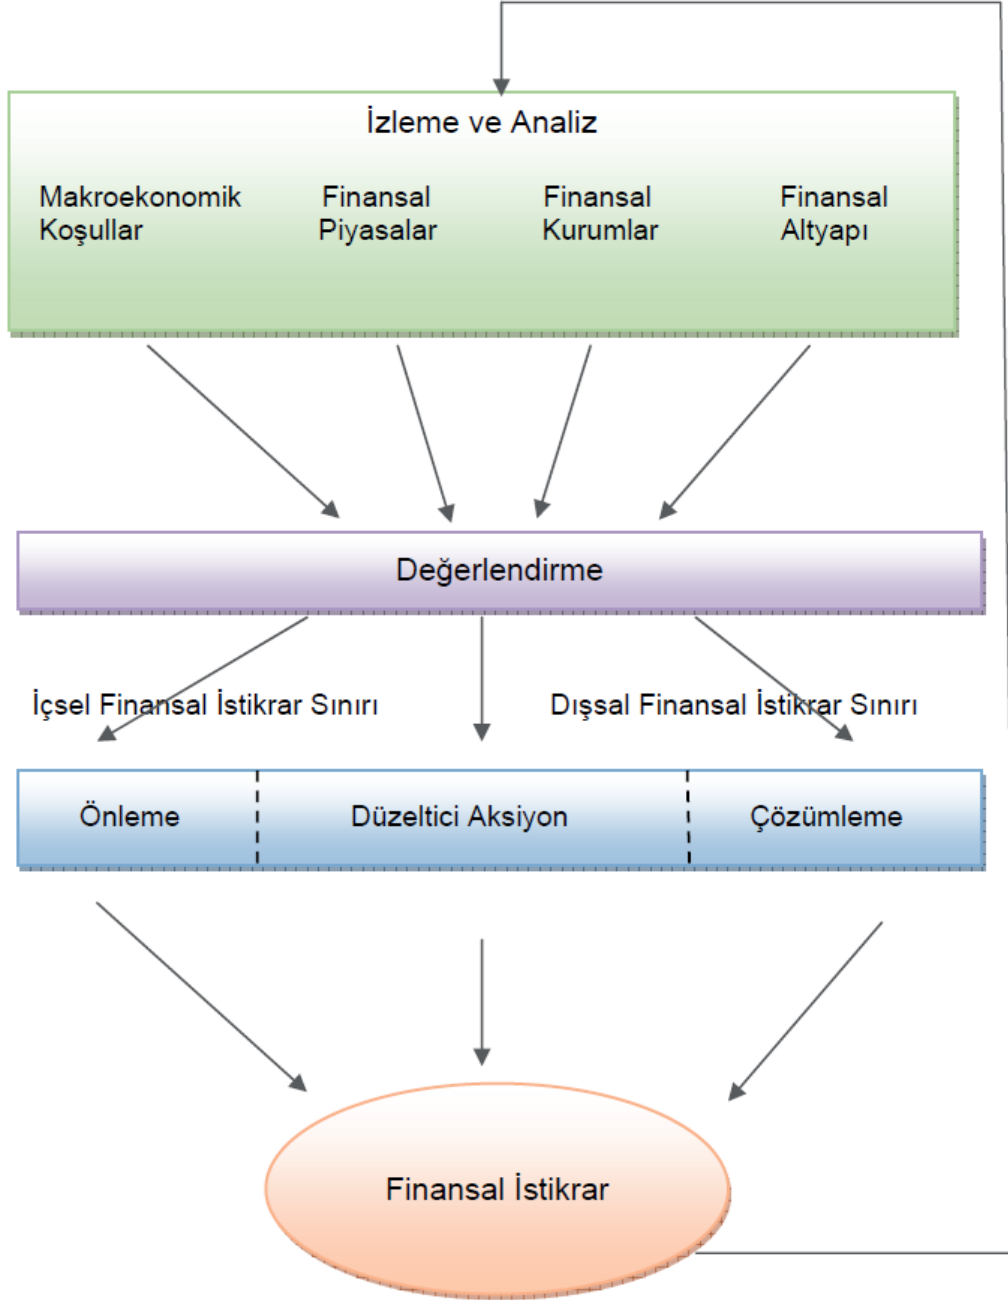 İzleme ve Analiz
Makroekonomik
Koşullar
Finansal
Piyasalar
Finansal
Kurumlar
Finansal
Altyapı
Değerlendirme
İçsel Finansal İstikrar Sınırı
Dışsal Finansal İstikrar Sınırı
Önleme
Düzeltici Aksiyon
Çözümleme
Finansal İstikrar